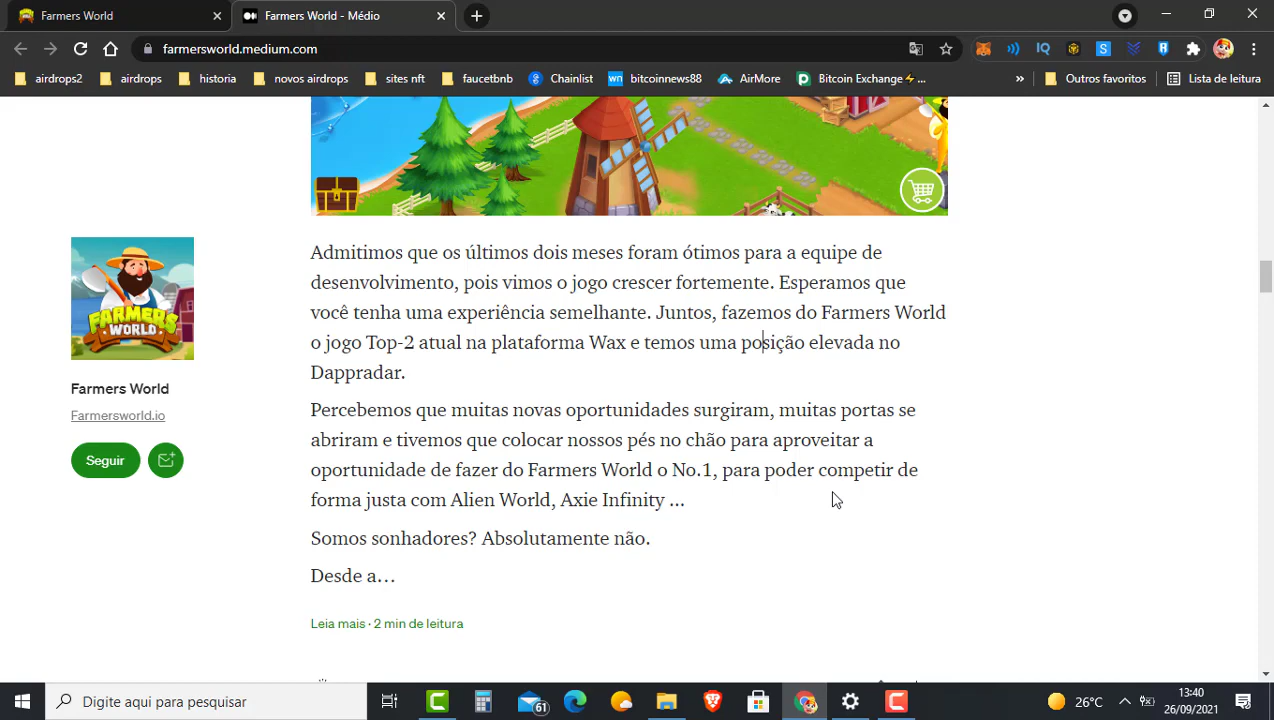 Farmers World
Farmers World - Médio
farmersworld.medium.com
airdrops2
airdrops
historia
novos airdrops
sites nft
faucetbnb
Chainlist
bitcoinnews88
AirMore
Bitcoin Exchange⚡...
»
Outros favoritos
Lista de leitura
Admitimos que os últimos dois meses foram ótimos para a equipe de
desenvolvimento, pois vimos o jogo crescer fortemente. Esperamos que
você tenha uma experiência semelhante. Juntos, fazemos do Farmers World
o jogo Top-2 atual na plataforma Wax e temos uma posição elevada no
Dappradar.
FARMERS
WORLD
Farmers World
Farmersworld.io
Seguir
Percebemos que muitas novas oportunidades surgiram, muitas portas se
abriram e tivemos que colocar nossos pés no chão para aproveitar a
oportunidade de fazer do Farmers World o No.1, para poder competir de
forma justa com Alien World, Axie Infinity ...
Somos sonhadores? Absolutamente não.
Desde a…
Leia mais · 2 min de leitura
Digite aqui para pesquisar
61
26°C
13:40
26/09/2021